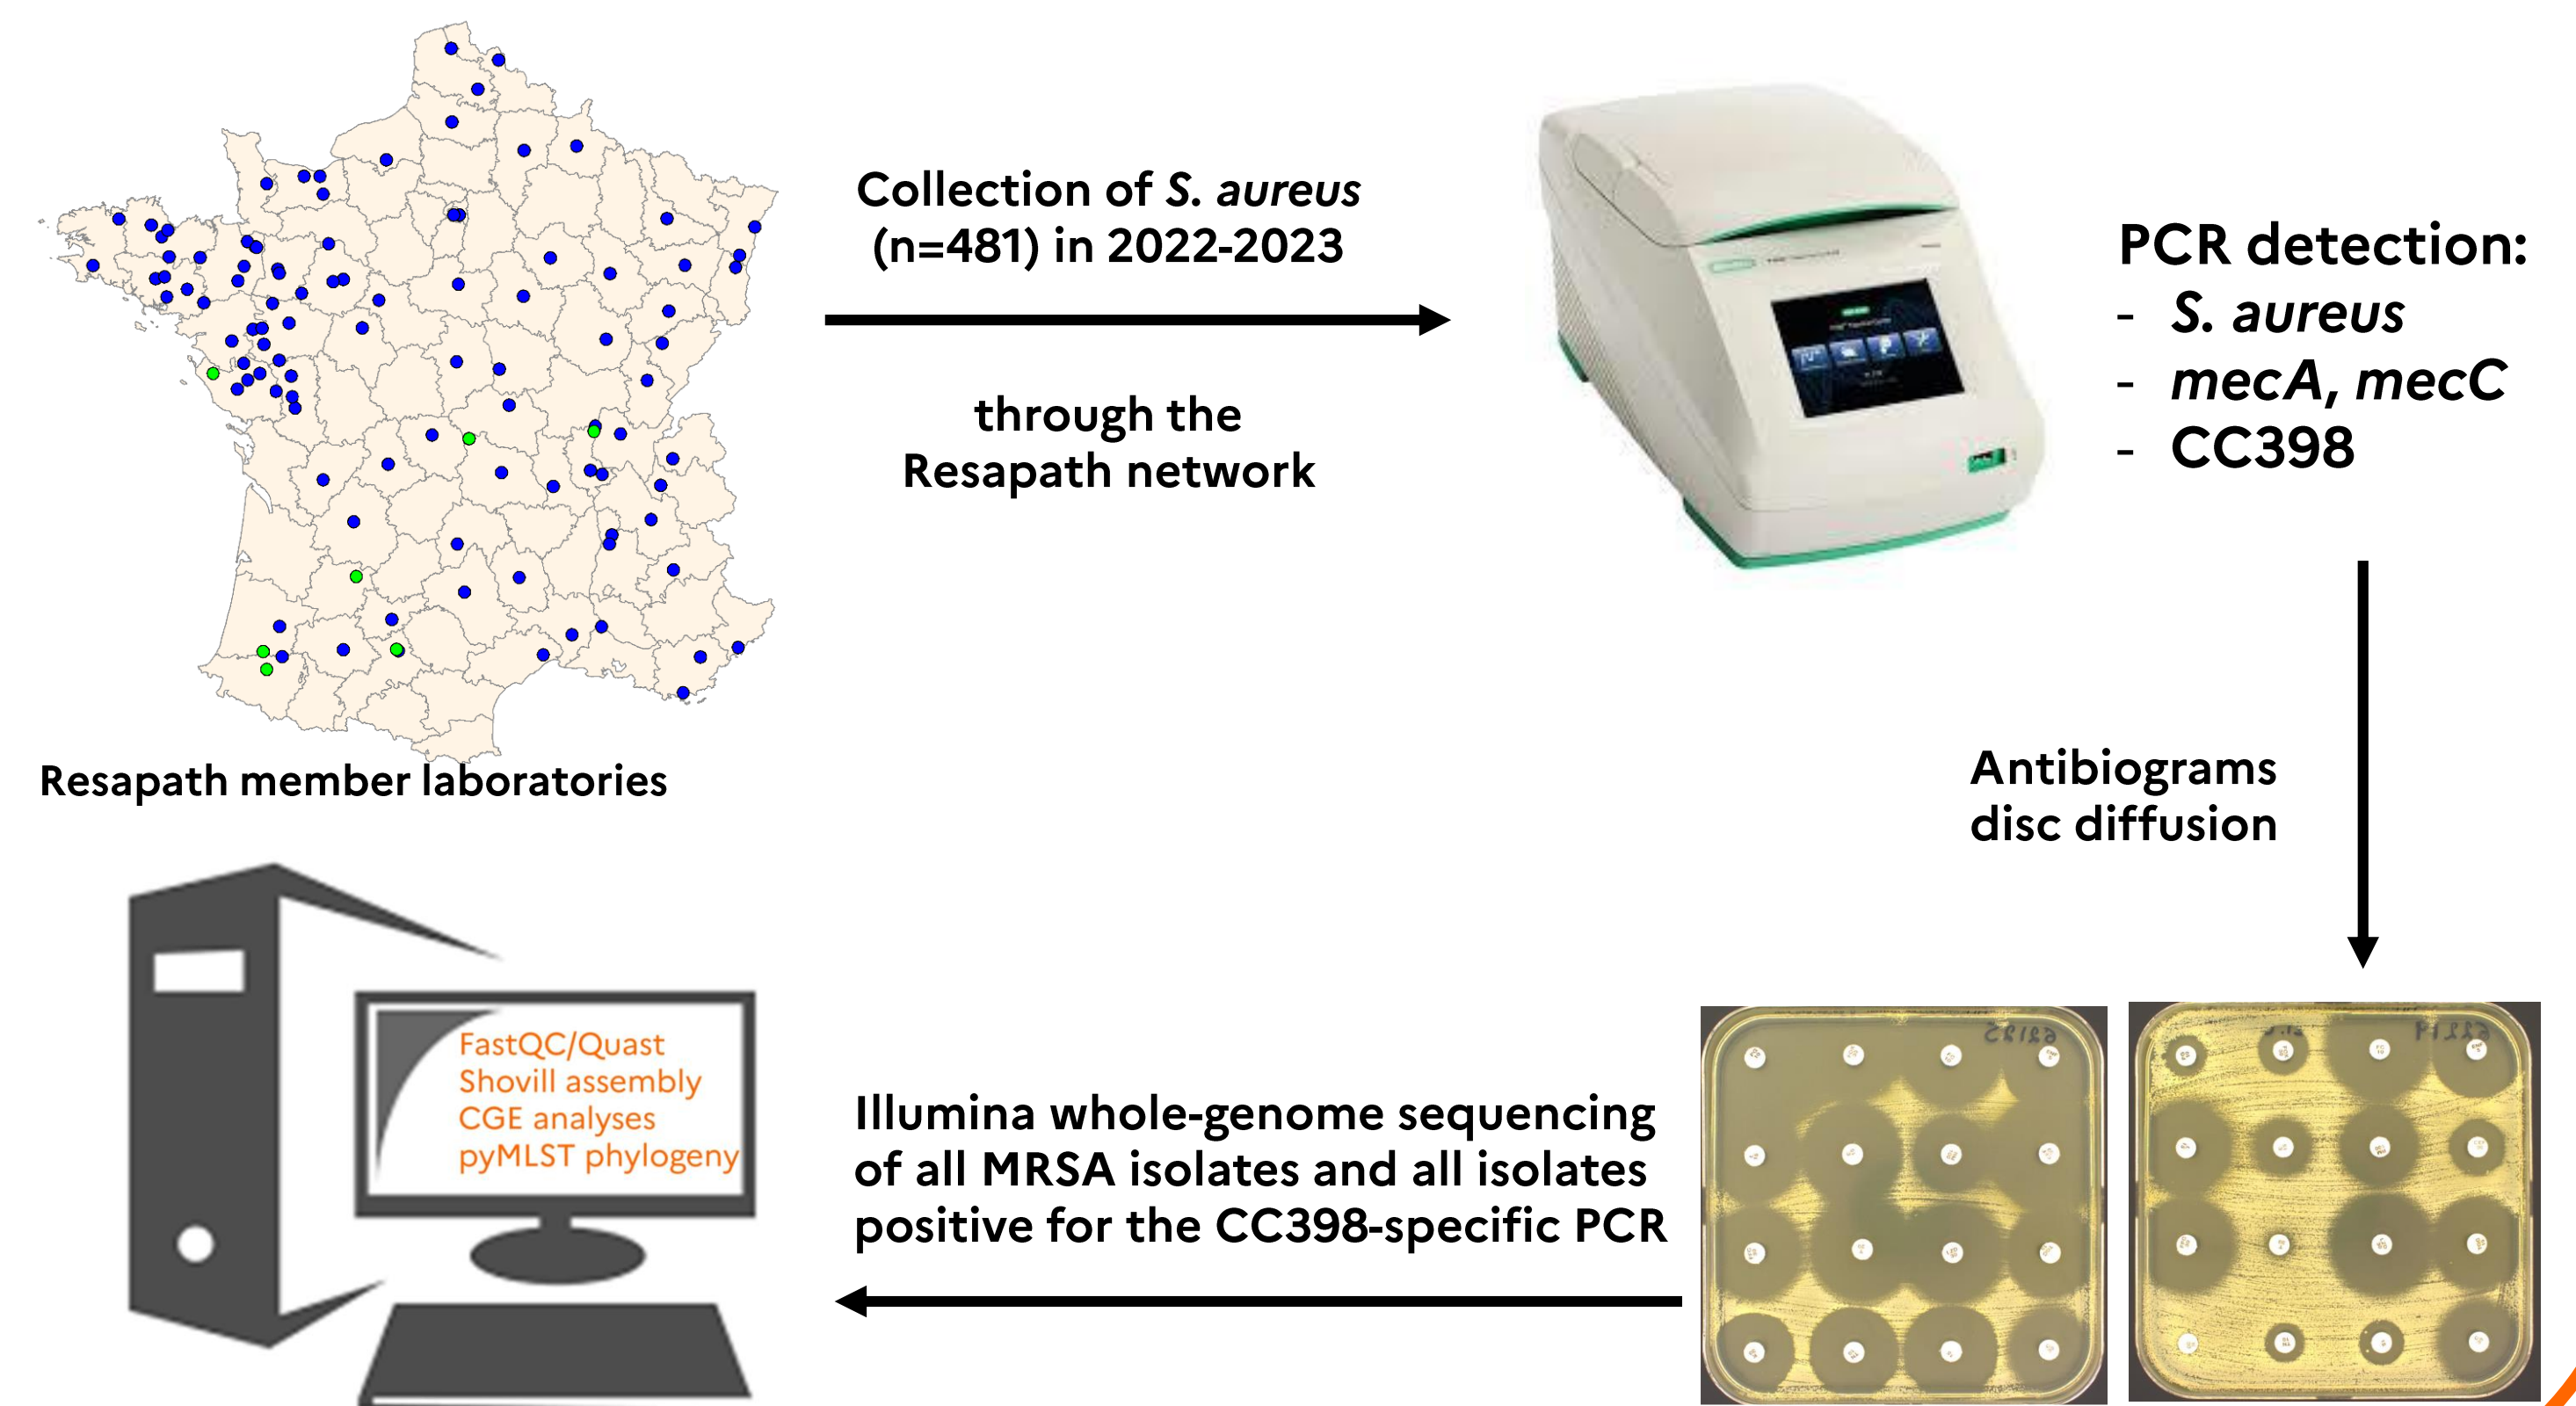 Collection of S. aureus
(n=481) in 2022-2023
through the
Resapath network
PCR detection:
- S. aureus
- mecA, mecC
- CC398
Resapath member laboratories
Antibiograms
disc diffusion
FastQC/Quast
Shovill assembly
CGE analyses
pyMLST phylogeny
Illumina whole-genome sequencing
of all MRSA isolates and all isolates
positive for the CC398-specific PCR